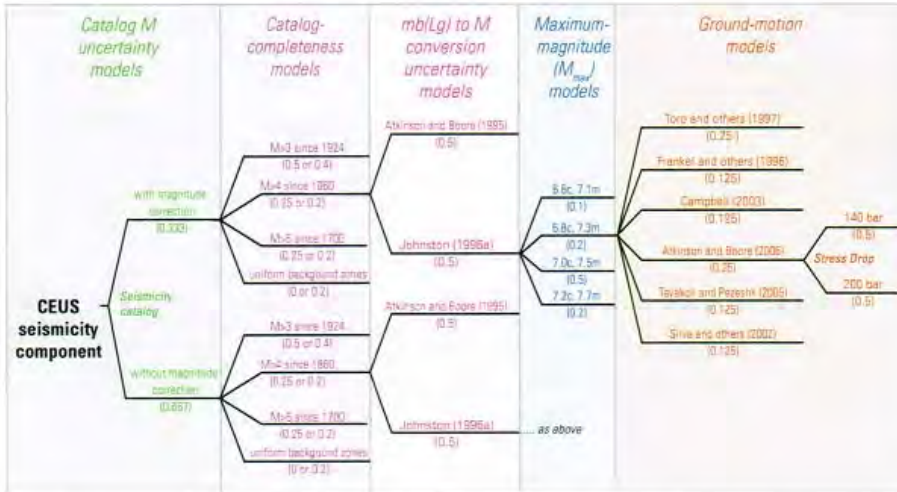 Catalog M
uncertainty
models
Catalog-
completeness
models
mb(Lg) to M
conversion
uncertainty
models
Maximum-
magnitude
(Mmax)
models
Ground-motion
models
CEUS
seismicity
component
Seismicity
catalog
with magnitude
correction
(0.333)
without magnitude
correction
(0.667)
M>3 since 1924
(0.5 or 0.4)
M>4 since 1860
(0.25 or 0.2)
M>5 since 1700
(0.25 or 0.2)
uniform backgound zones
(0 or 0.2)
M>3 since 1924
(0.5 or 0.4)
M>4 since 1860
(0.25 or 0.2)
M>5 since 1700
(0.25 or 0.2)
uniform backgound zones
(0 or 0.2)
Atkinson and Boore (1995)
(0.5)
Johnston (1996a)
(0.5)
Atkinson and Boore (1995)
(0.5)
Johnston (1996a)
(0.5)
6.6c, 7.1m
(0.1)
6.8c, 7.3m
(0.2)
7.0c, 7.5m
(0.5)
7.2c, 7.7m
(0.2)
... as above
Toro and others (1997)
(0.25)
Frankel and others (1996)
(0.125)
Campbell (2003)
(0.125)
Atkinson and Boore (2006)
(0.25)
Tavakoli and Pezeshk (2005)
(0.125)
Silva and others (2002)
(0.125)
140 bar
(0.5)
Stress Drop
200 bar
(0.5)